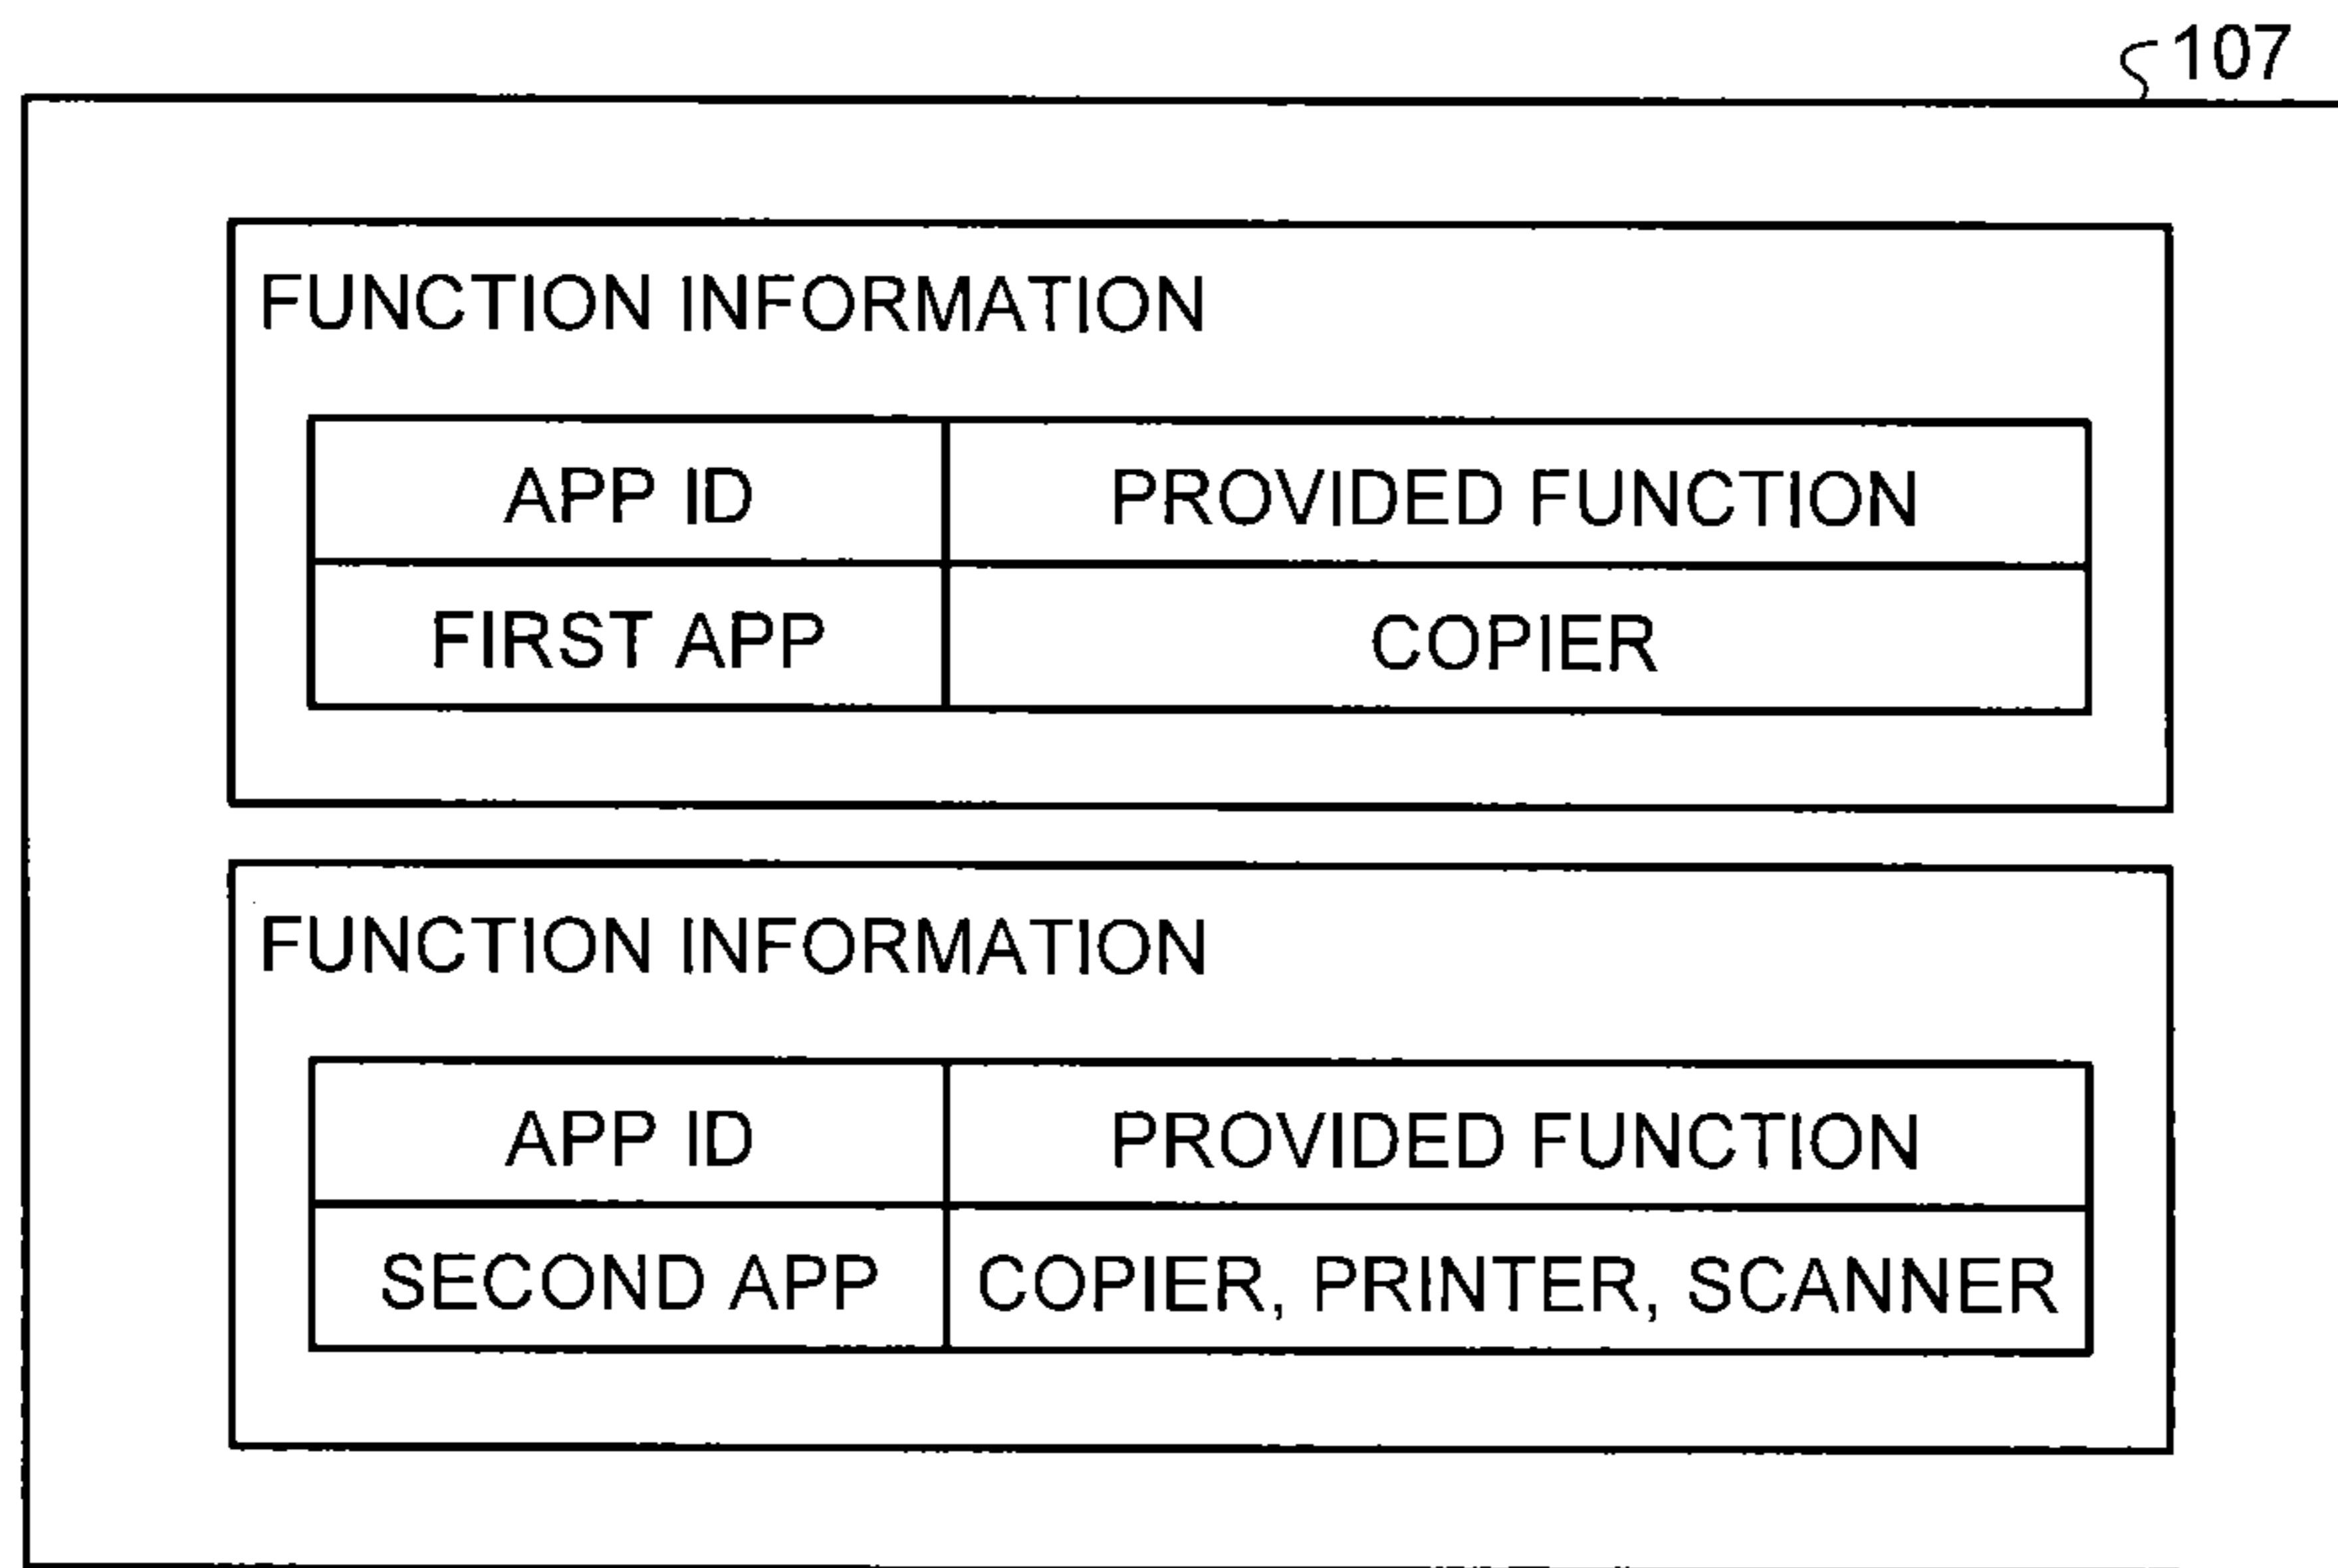 107
FUNCTION INFORMATION
APP ID PROVIDED FUNCTION
FIRST APP COPIER
FUNCTION INFORMATION
APP ID PROVIDED FUNCTION
SECOND APP COPIER, PRINTER, SCANNER